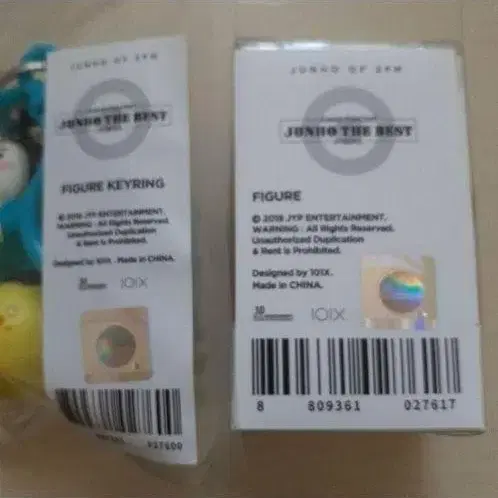 JUNHO OF 2PM
JUNHO THE BEST
FIGURE KEYRING
© 2018 JYP ENTERTAINMENT.
WARNING : All Rights Reserved.
Unauthorized Duplication
& Rent is Prohibited.
Designed by 101X. Made in CHINA.
101X
027600
JUNHO OF 2PM
JUNHO THE BEST
FIGURE
© 2018 JYP ENTERTAINMENT.
WARNING : All Rights Reserved.
Unauthorized Duplication
& Rent is Prohibited.
Designed by 101X.
Made in CHINA.
101X
8 809361 027617